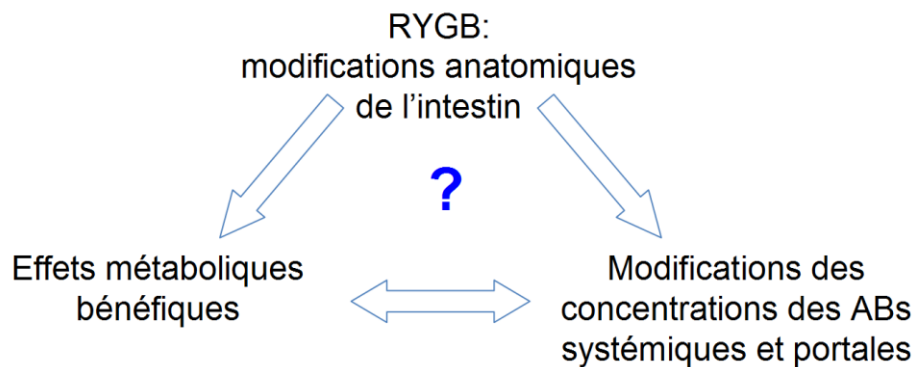 RYGB:
modifications anatomiques
de l'intestin
?
Effets métaboliques
bénéfiques
Modifications des
concentrations des ABs
systémiques et portales